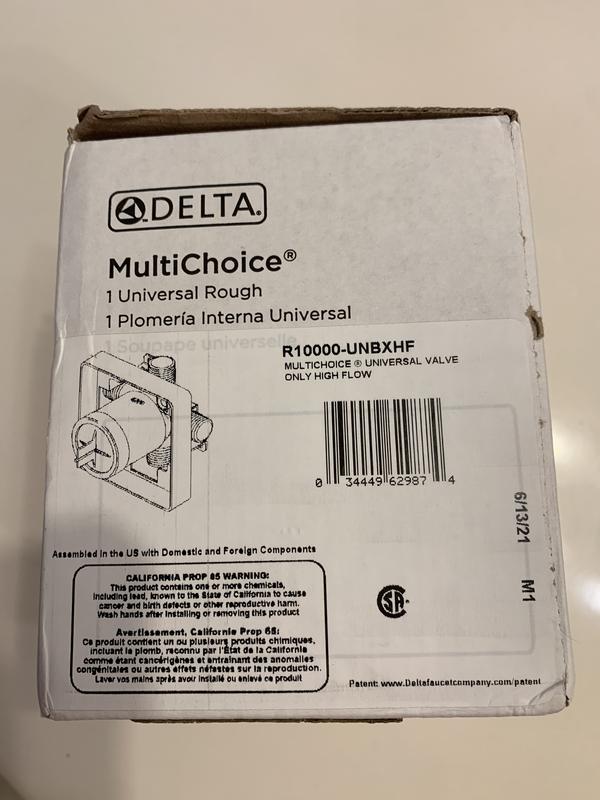 DELTA®
MultiChoice®
1 Universal Rough
1 Plomería Interna Universal
1 Soupape universelle
R10000-UNBXHF
MULTICHOICE ® UNIVERSAL VALVE
ONLY HIGH FLOW
0 34449 62987 4
6/13/21 M1
Assembled in the US with Domestic and Foreign Components
CALIFORNIA PROP 65 WARNING:
This product contains one or more chemicals,
including lead, known to the State of California to cause
cancer and birth defects or other reproductive harm.
Wash hands after installing or removing this product
Avertissement, Californie Prop 65:
Ce produit contient un ou plusieurs produits chimiques,
incluant le plomb, reconnu par l'État de la Californie
comme étant cancérigènes et entraînant des anomalies
congénitales ou autres effets néfastes sur la reproduction.
Laver vos mains après avoir installé ou enlevé ce produit
SA
Patent: www.Deltafaucetcompany.com/patent